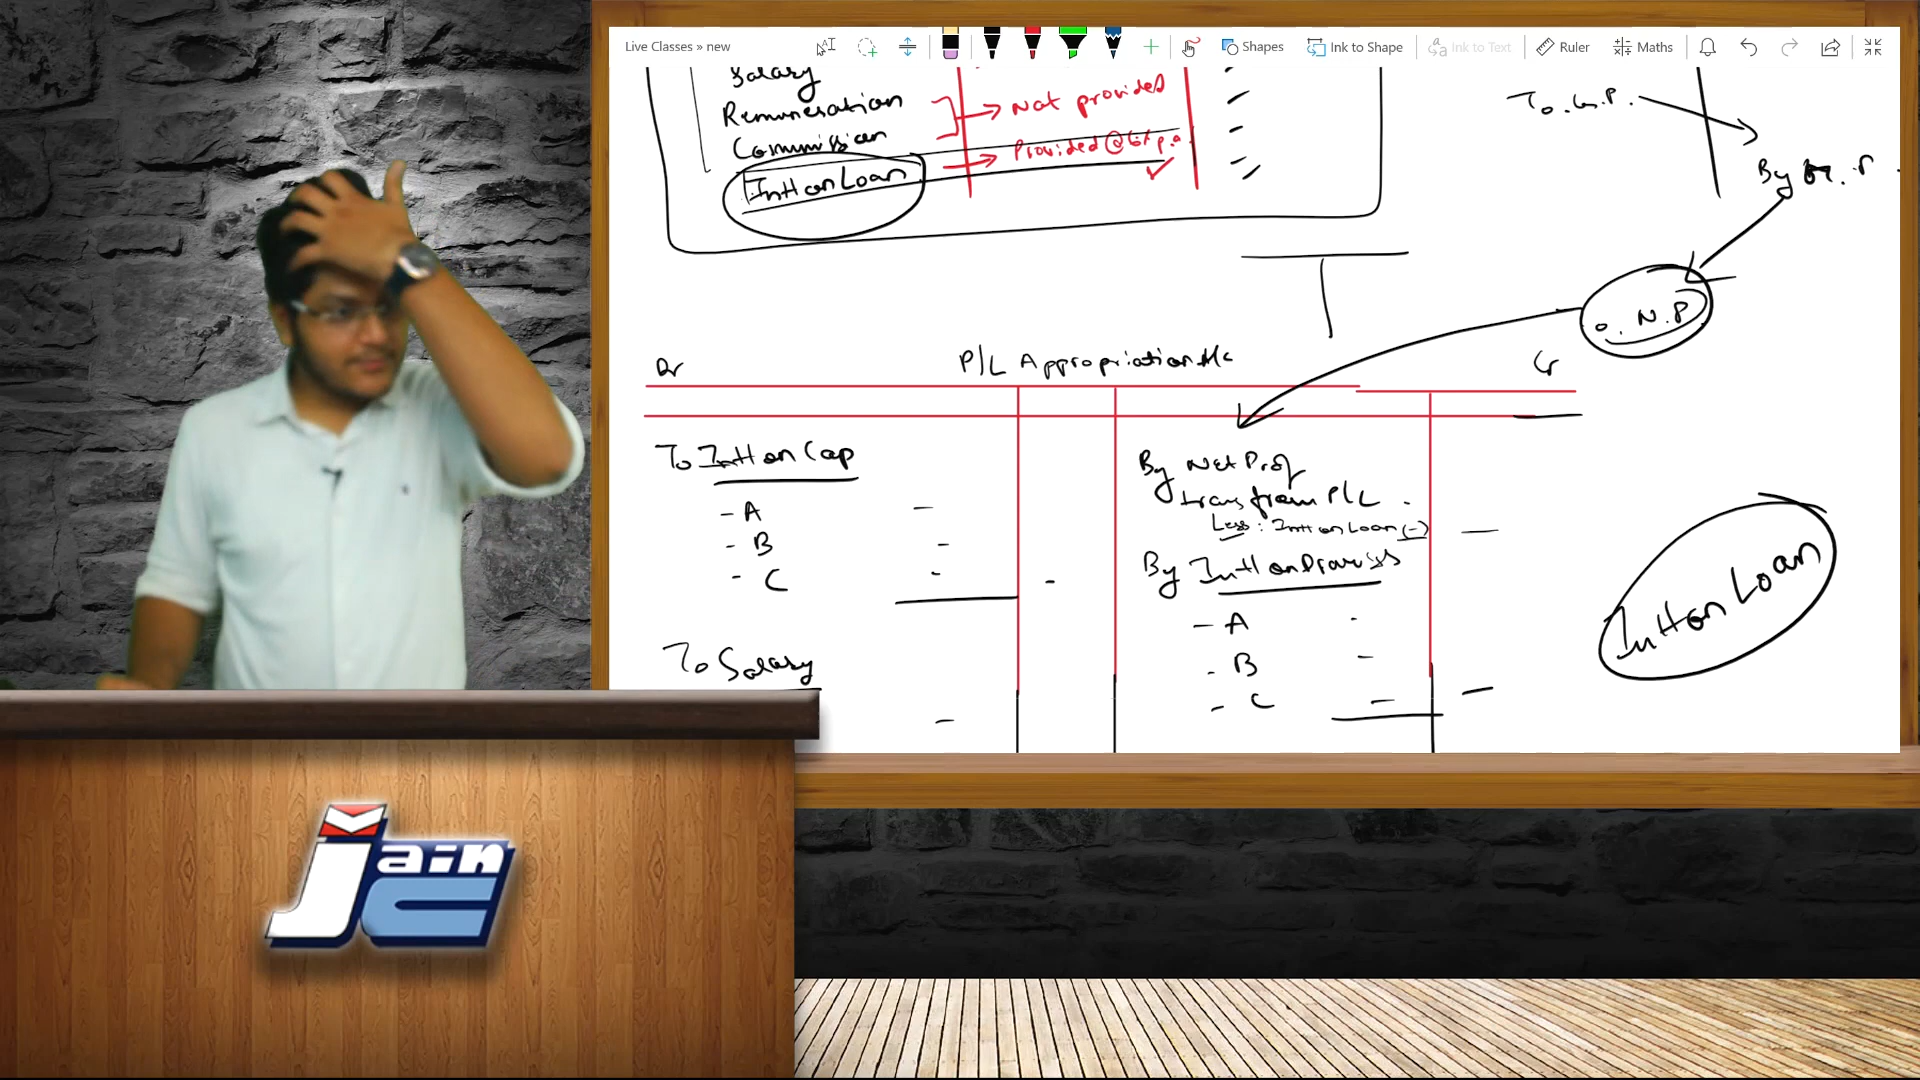 Live Classes » new
Shapes
Ink to Shape
Ink to Text
Ruler
Maths
Salary
Remuneration
Commission
Intt on Loan
Not provided
Provided @ 6% p.a.
To G.P.
By
O.N.P
Dr
P/L Appropriation A/c
Cr
To Intt on Cap
- A -
- B -
- C -
To Salary
By Net Prof
trans from P/L
Less: Intt on Loan (-)
By Intt on Drawings
- A -
- B -
- C -
Intt on Loan
Jain
C